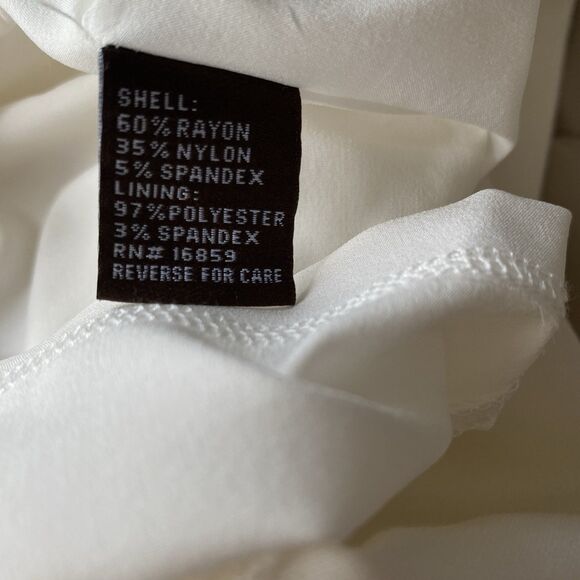 SHELL:
60% RAYON
35% NYLON
5% SPANDEX
LINING:
97% POLYESTER
3% SPANDEX
RN# 16859
REVERSE FOR CARE